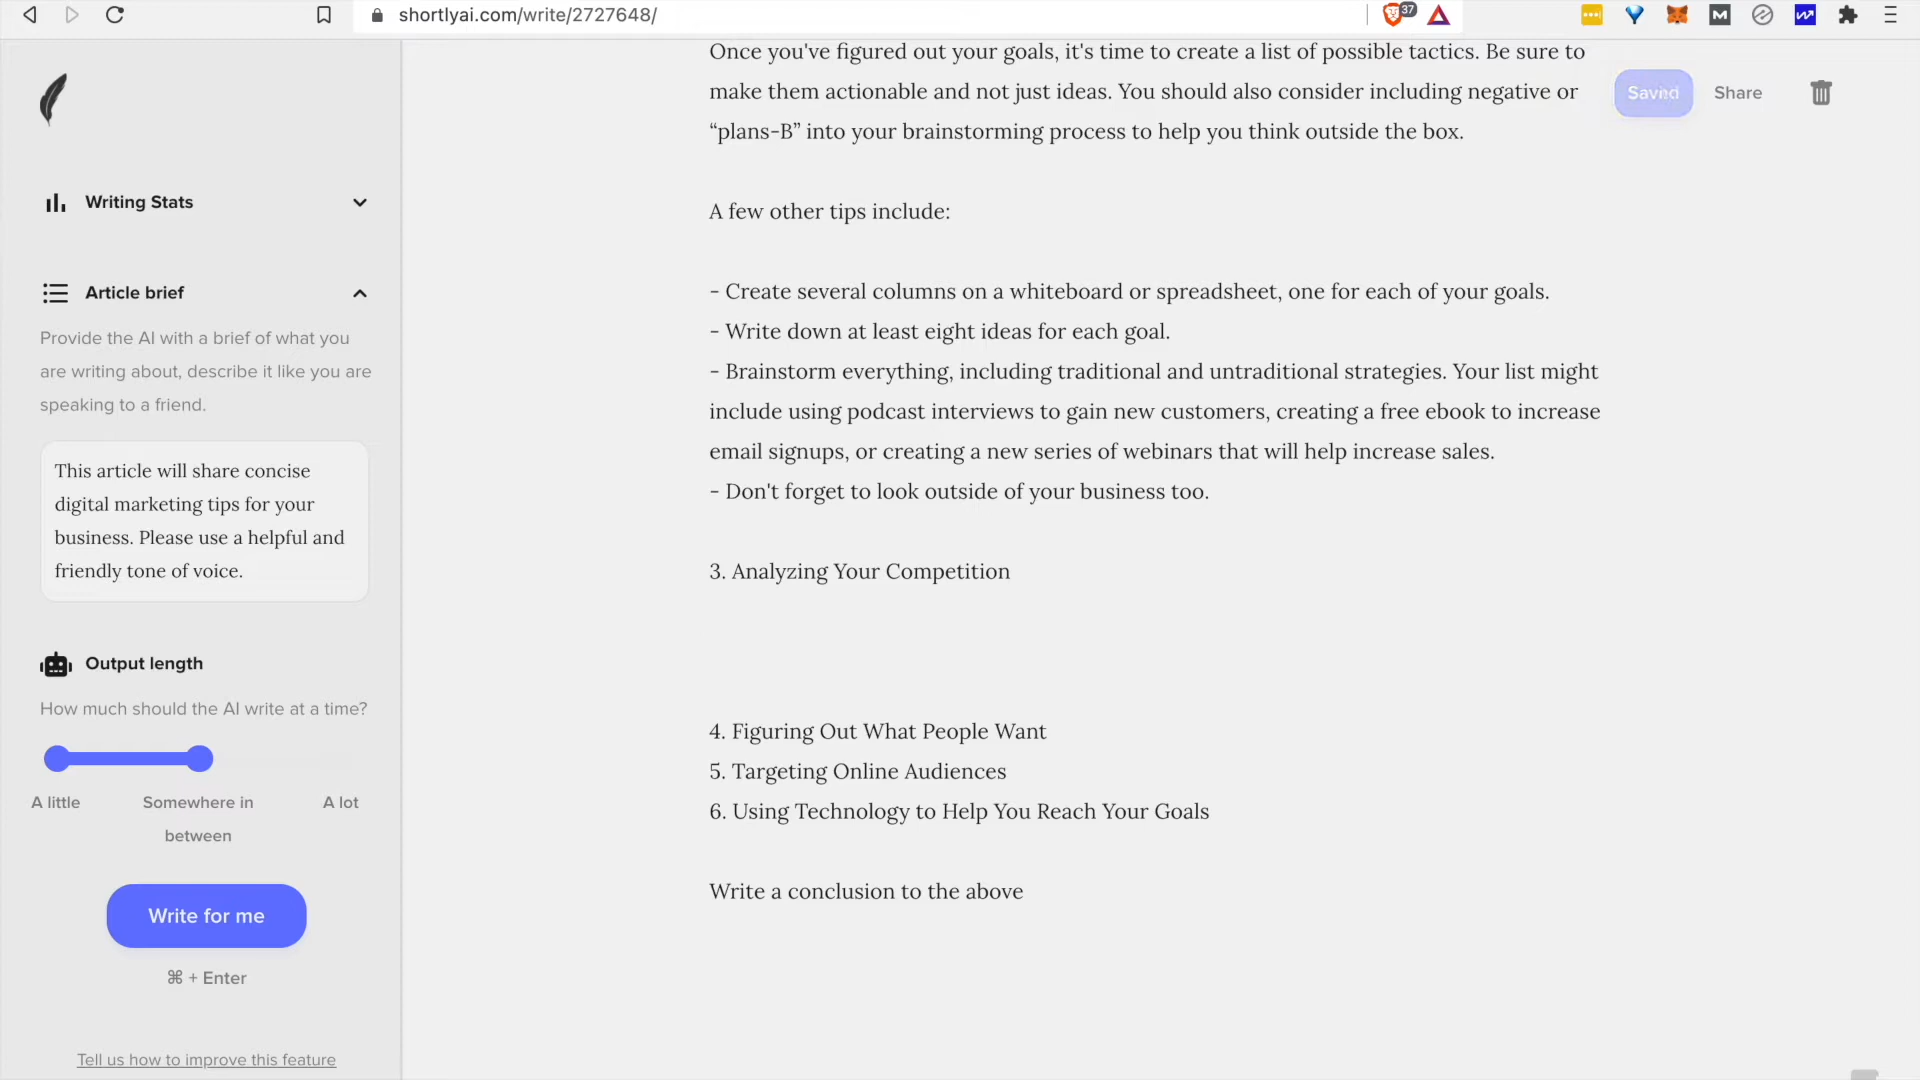 shortlyai.com/write/2727648/
37
Once you've figured out your goals, it's time to create a list of possible tactics. Be sure to
make them actionable and not just ideas. You should also consider including negative or
“plans-B” into your brainstorming process to help you think outside the box.
Saved
Share
Writing Stats
A few other tips include:
Article brief
Provide the AI with a brief of what you
are writing about, describe it like you are
speaking to a friend.
This article will share concise
digital marketing tips for your
business. Please use a helpful and
friendly tone of voice.
- Create several columns on a whiteboard or spreadsheet, one for each of your goals.
- Write down at least eight ideas for each goal.
- Brainstorm everything, including traditional and untraditional strategies. Your list might
include using podcast interviews to gain new customers, creating a free ebook to increase
email signups, or creating a new series of webinars that will help increase sales.
- Don't forget to look outside of your business too.
3. Analyzing Your Competition
Output length
How much should the AI write at a time?
A little
Somewhere in
between
A lot
4. Figuring Out What People Want
5. Targeting Online Audiences
6. Using Technology to Help You Reach Your Goals
Write a conclusion to the above
Write for me
⌘ + Enter
Tell us how to improve this feature